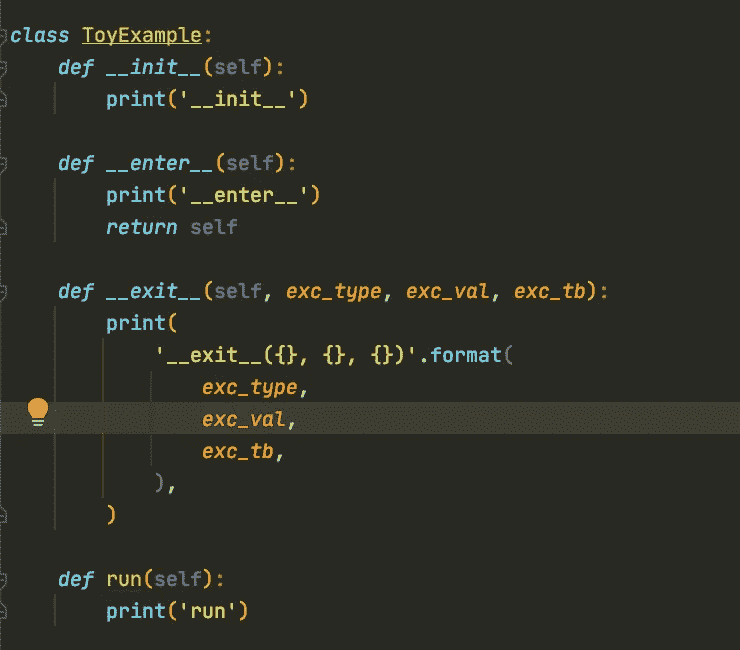 class ToyExample:
    def __init__(self):
        print('__init__')

    def __enter__(self):
        print('__enter__')
        return self

    def __exit__(self, exc_type, exc_val, exc_tb):
        print(
            '__exit__({}, {}, {})'.format(
                exc_type,
                exc_val,
                exc_tb,
            ),
        )

    def run(self):
        print('run')